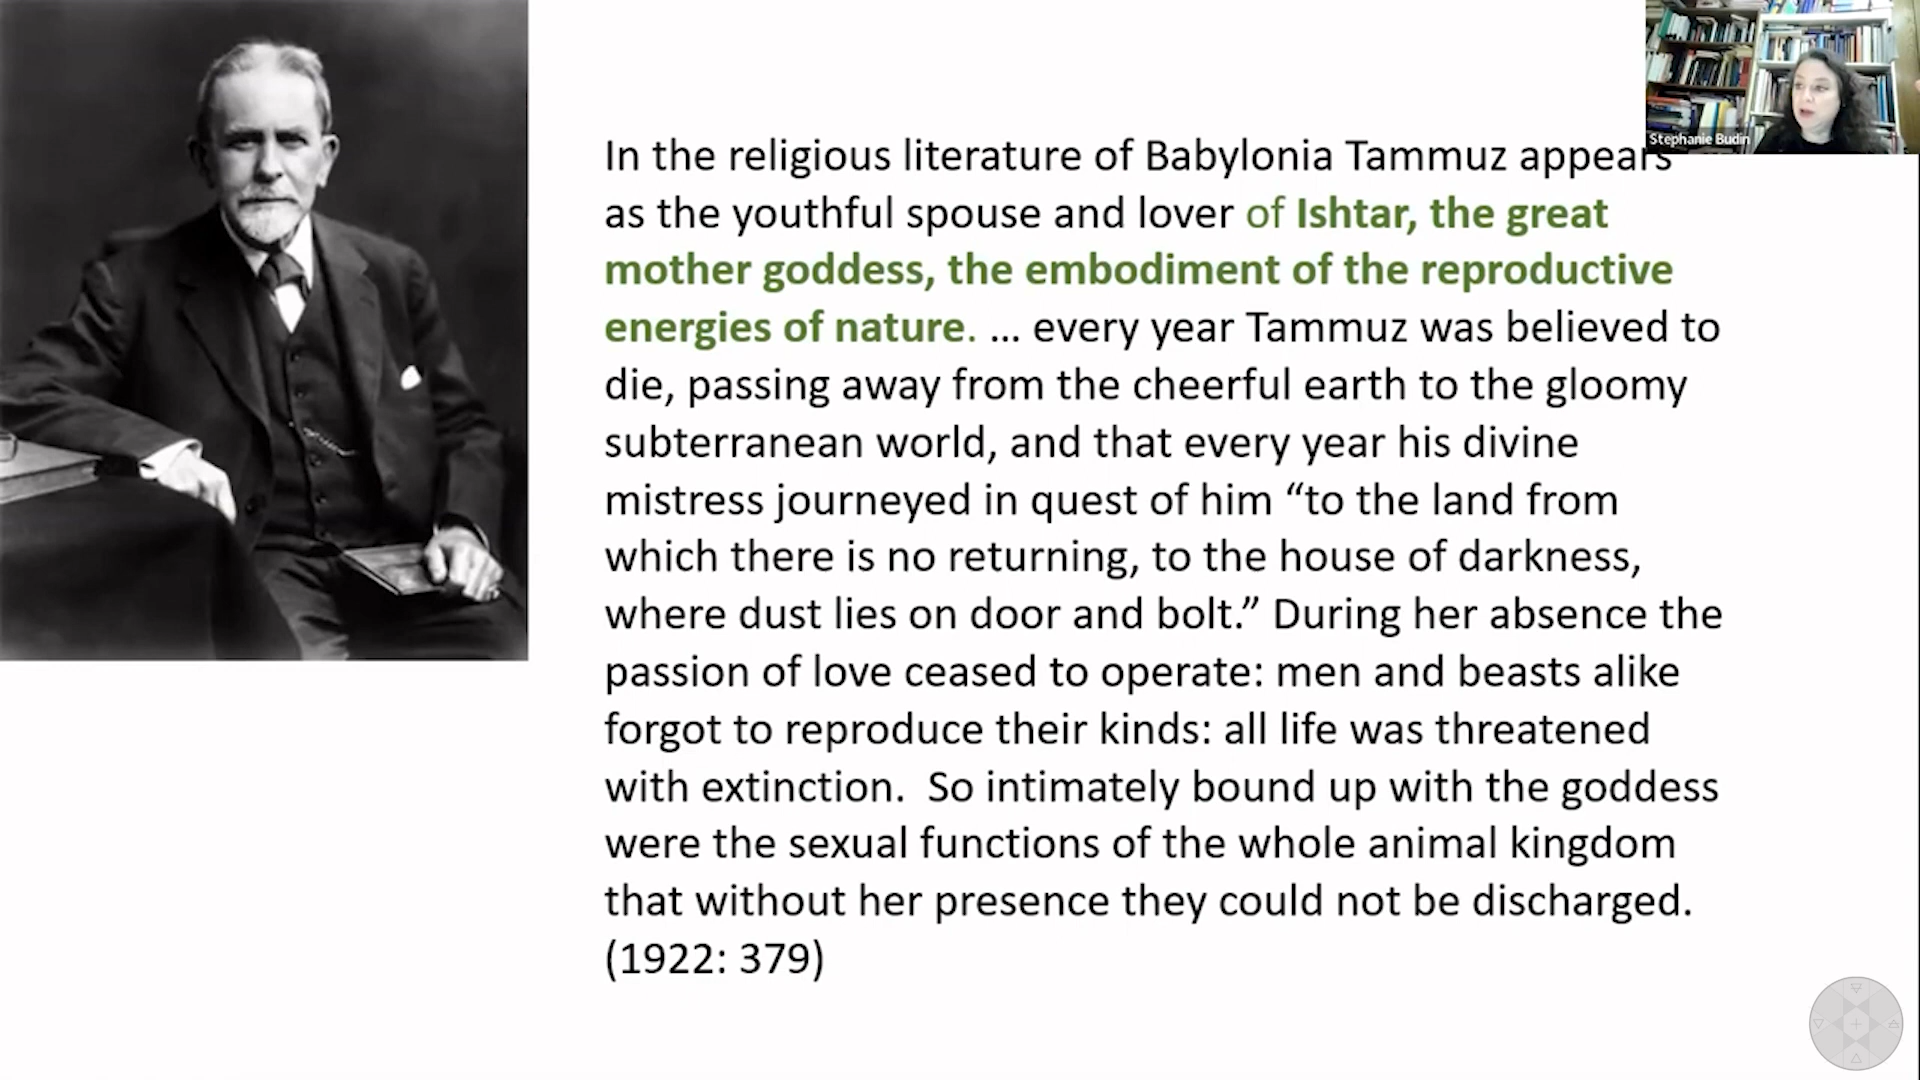 Stephanie Budin
In the religious literature of Babylonia Tammuz appears
as the youthful spouse and lover of Ishtar, the great
mother goddess, the embodiment of the reproductive
energies of nature. ... every year Tammuz was believed to
die, passing away from the cheerful earth to the gloomy
subterranean world, and that every year his divine
mistress journeyed in quest of him “to the land from
which there is no returning, to the house of darkness,
where dust lies on door and bolt.” During her absence the
passion of love ceased to operate: men and beasts alike
forgot to reproduce their kinds: all life was threatened
with extinction.  So intimately bound up with the goddess
were the sexual functions of the whole animal kingdom
that without her presence they could not be discharged.
(1922: 379)